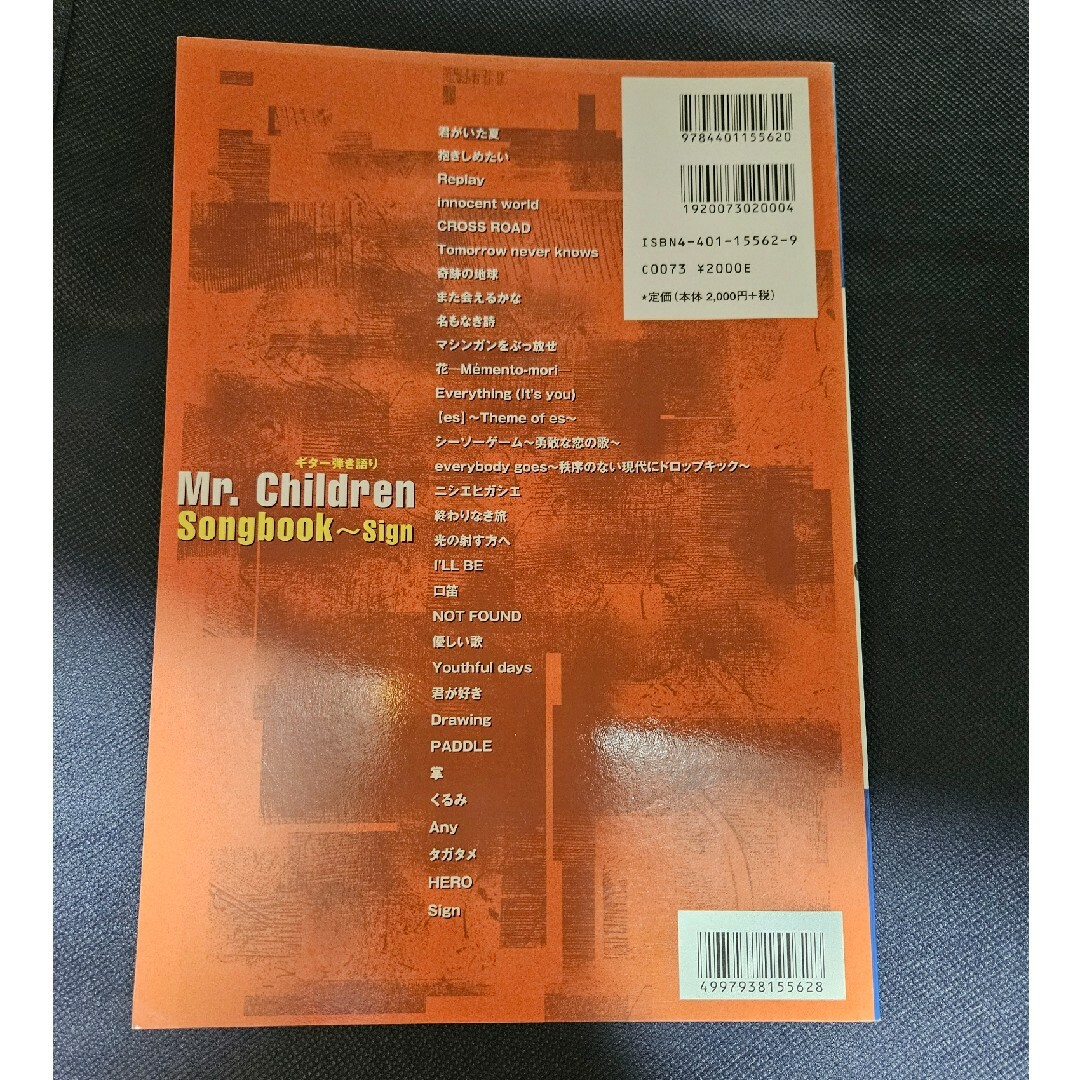 ギター弾き語り
Mr. Children
Songbook～Sign
君がいた夏
抱きしめたい
Replay
innocent world
CROSS ROAD
Tomorrow never knows
奇跡の地球
また会えるかな
名もなき詩
マシンガンをぶっ放せ
花―Mémento-mori―
Everything (It's you)
【es】～Theme of es～
シーソーゲーム～勇敢な恋の歌～
everybody goes～秩序のない現代にドロップキック～
ニシエヒガシエ
終わりなき旅
光の射す方へ
I'LL BE
口笛
NOT FOUND
優しい歌
Youthful days
君が好き
Drawing
PADDLE
掌
くるみ
Any
タガタメ
HERO
Sign
9784401155620
1920073020004
ISBN4-401-15562-9
C0073 ¥2000E
*定価(本体 2,000円+税)
4997938155628